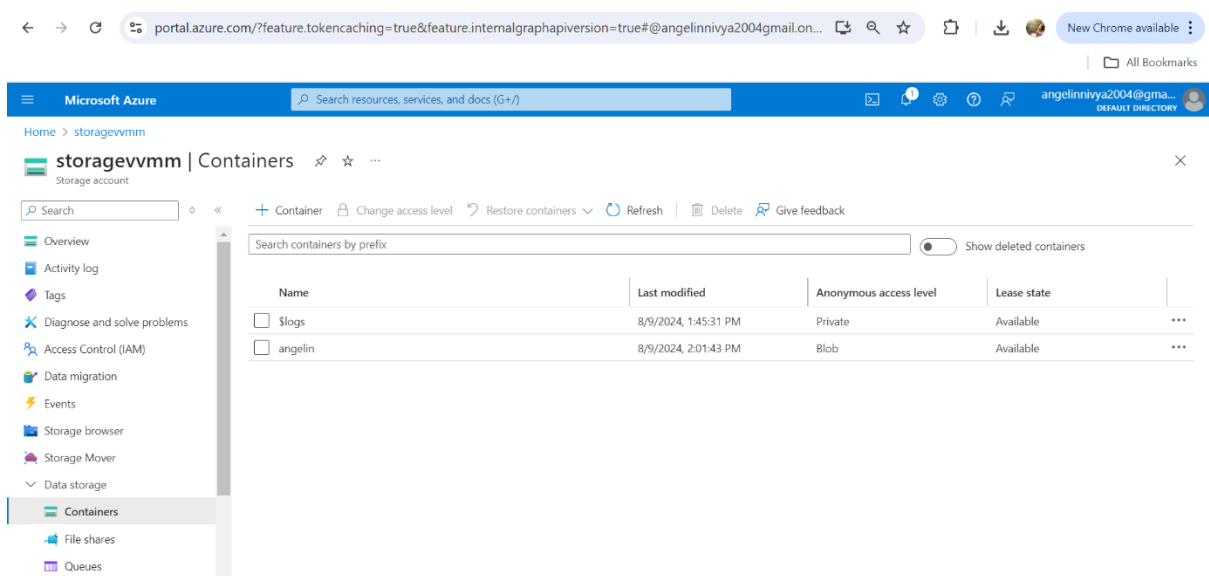 portal.azure.com/?feature.tokencaching=true&feature.internalgraphapiversion=true#@angelinnivya2004gmail.on...
New Chrome available
All Bookmarks
Microsoft Azure
Search resources, services, and docs (G+/)
1
angelinnivya2004@gma...
DEFAULT DIRECTORY
Home > storagevvmm
storagevvmm | Containers
...
Storage account
Search
Container
Change access level
Restore containers
Refresh
Delete
Give feedback
Search containers by prefix
Show deleted containers
Overview
Activity log
Tags
Diagnose and solve problems
Access Control (IAM)
Data migration
Events
Storage browser
Storage Mover
Data storage
Containers
File shares
Queues
Name Last modified Anonymous access level Lease state
$logs 8/9/2024, 1:45:31 PM Private Available
angelin 8/9/2024, 2:01:43 PM Blob Available